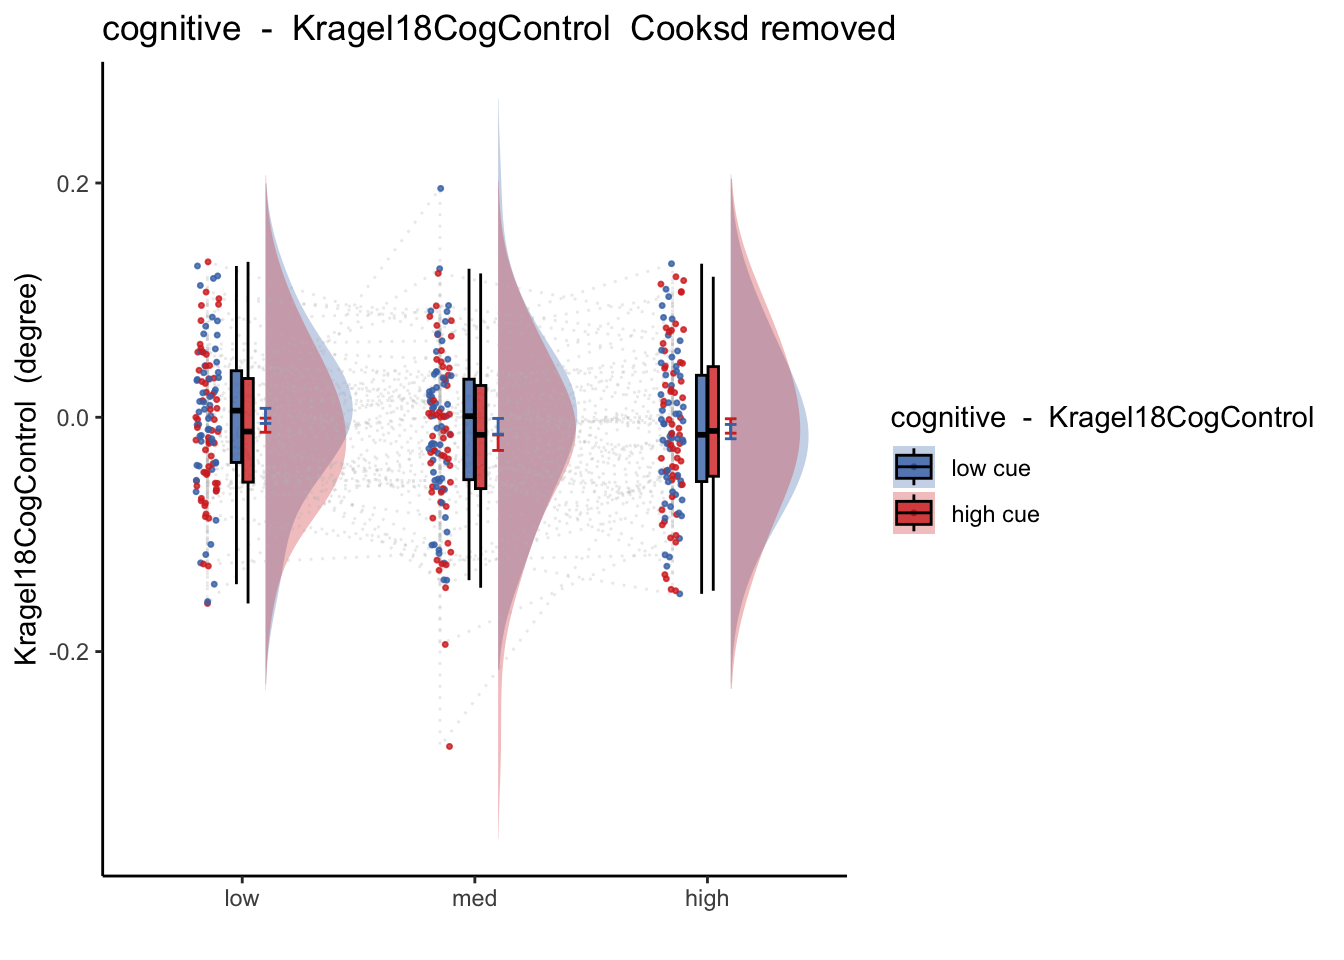 cognitive - Kragel18CogControl Cooksd removed
Kragel18CogControl (degree)
0.2
0.0
-0.2
low
med
high
cognitive - Kragel18CogControl
low cue
high cue